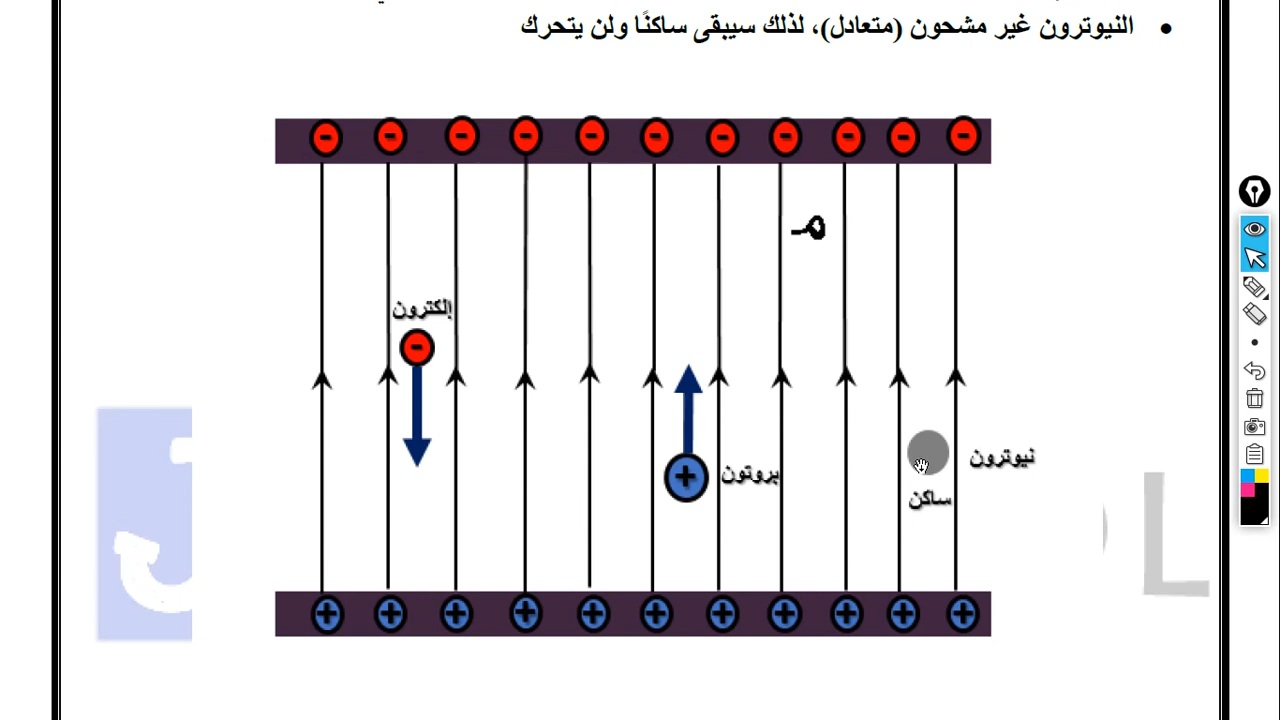 • النيوترون غير مشحون (متعادل)، لذلك سيبقى ساكنًا ولن يتحرك
- - - - - - - - - - -
إلكترون
-
+ بروتون
نيوترون
ساكن
+ + + + + + + + + + +